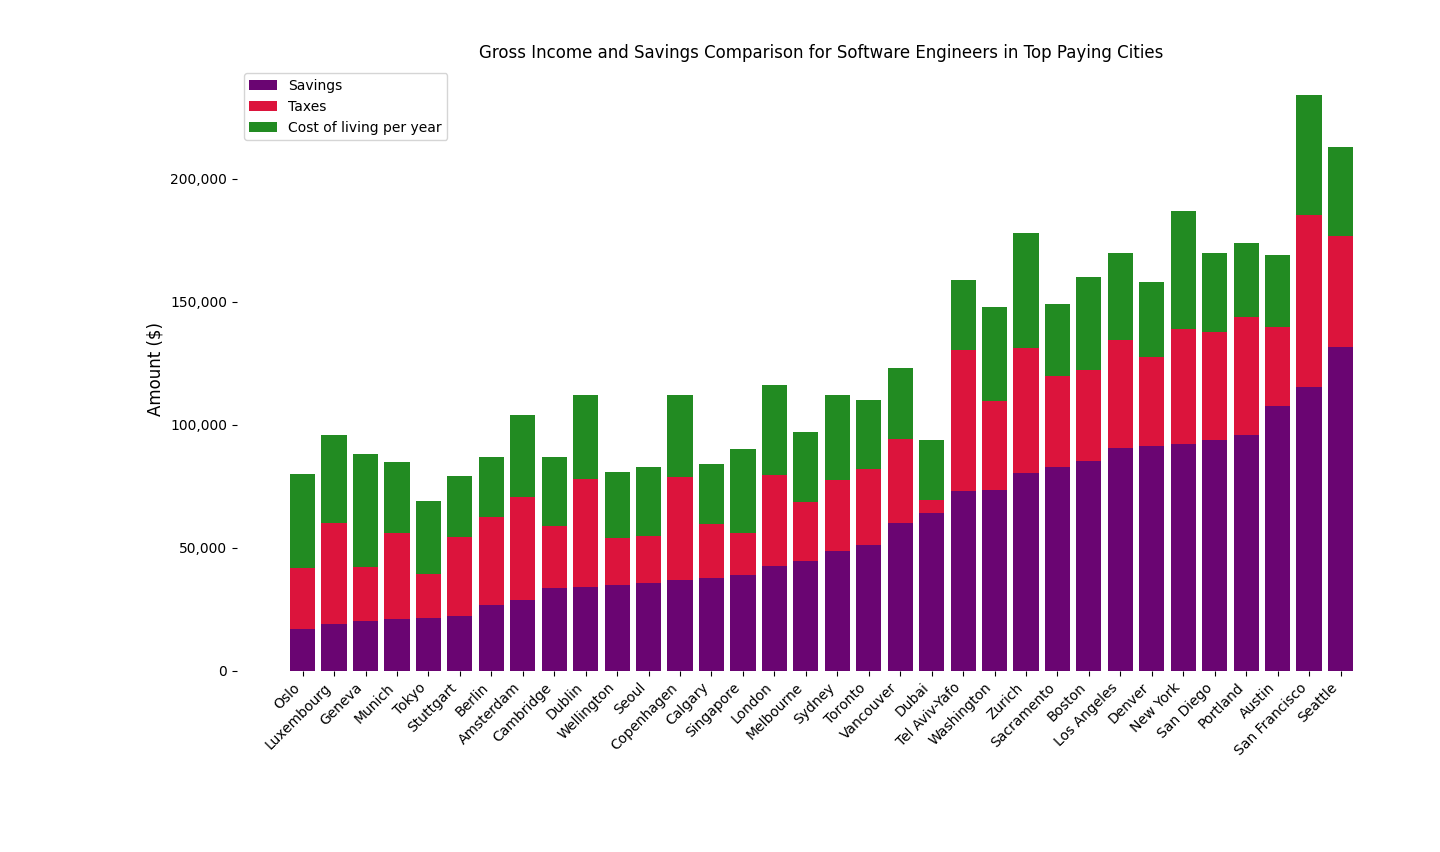 Gross Income and Savings Comparison for Software Engineers in Top Paying Cities
Savings
Taxes
Cost of living per year
Amount ($)
200,000
150,000
100,000
50,000
0
Oslo
Luxembourg
Geneva
Munich
Tokyo
Stuttgart
Berlin
Amsterdam
Cambridge
Dublin
Wellington
Seoul
Copenhagen
Calgary
Singapore
London
Melbourne
Sydney
Toronto
Vancouver
Dubai
Tel Aviv-Yafo
Washington
Zurich
Sacramento
Boston
Los Angeles
Denver
New York
San Diego
Portland
Austin
San Francisco
Seattle